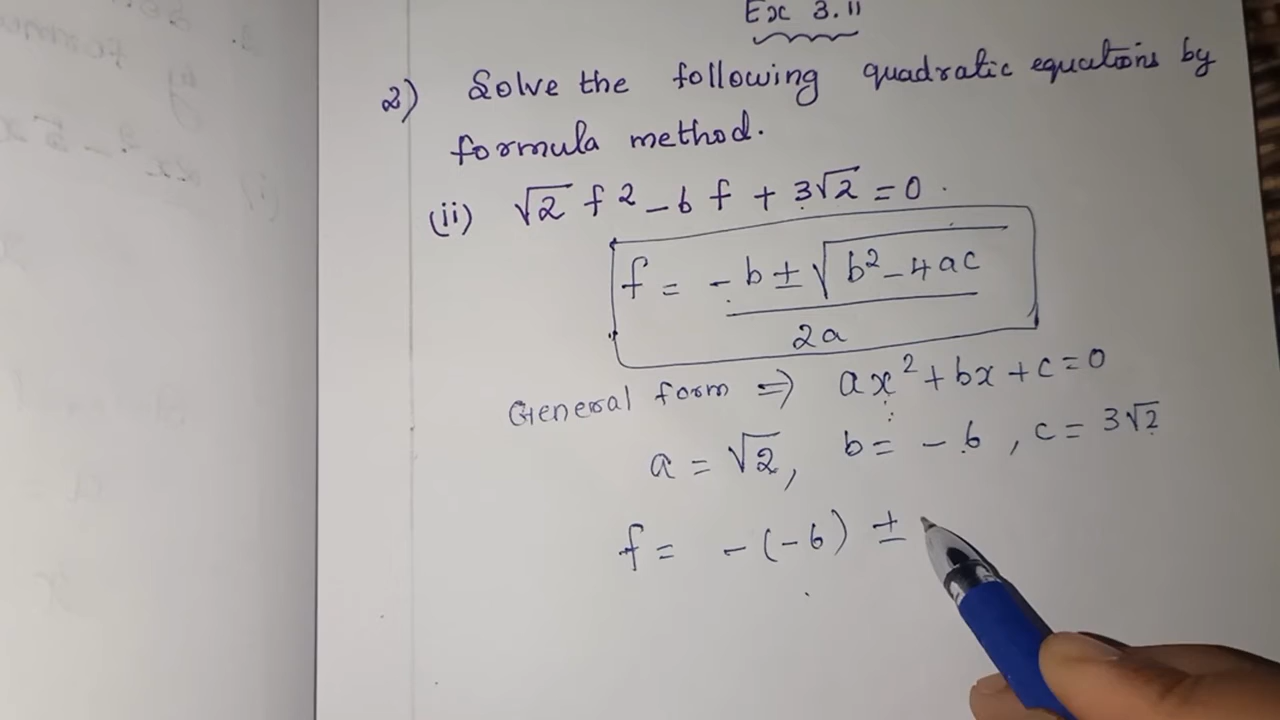 Ex 3.11
2) Solve the following quadratic equations by
formula method.
(ii) √2 f² - 6 f + 3√2 = 0.
f = -b ± √b² - 4ac / 2a
General form ⇒ ax² + bx + c = 0
a = √2, b = -6, c = 3√2
f = -(-6) ±